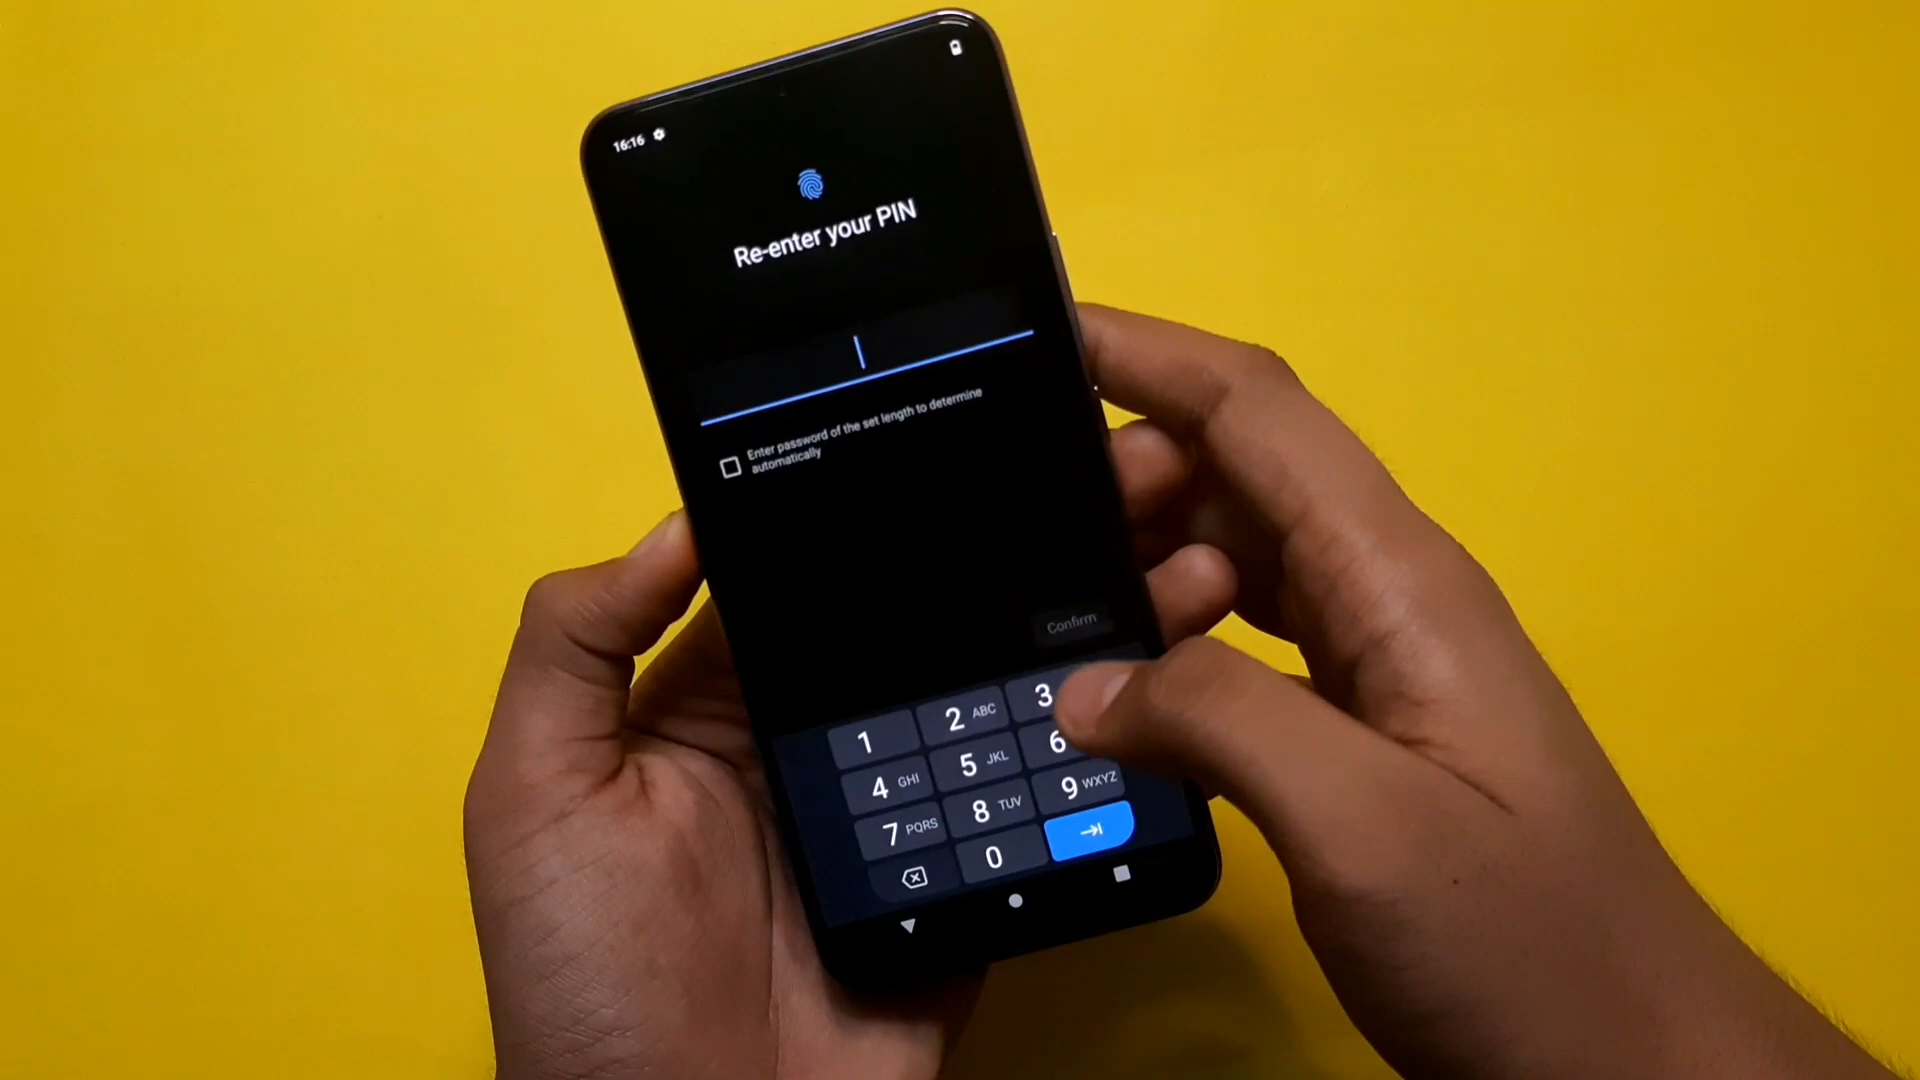 16:16
Re-enter your PIN
Enter password of the set length to determine
automatically
Confirm
1
2 ABC
3
4 GHI
5 JKL
6
7 PQRS
8 TUV
9 WXYZ
0